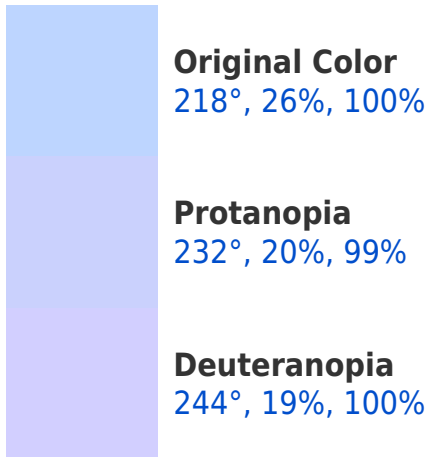 Original Color
218°, 26%, 100%
Protanopia
232°, 20%, 99%
Deuteranopia
244°, 19%, 100%